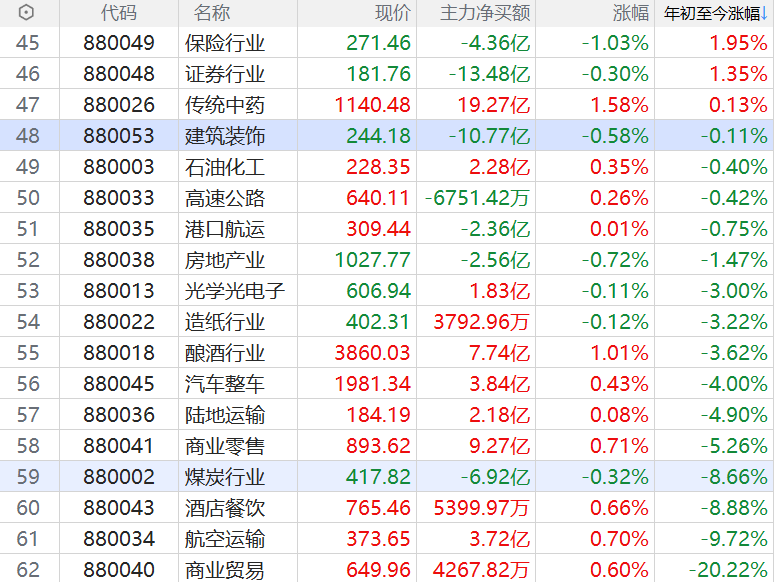 代码 名称 现价 主力净买额 涨幅 年初至今涨幅↓
45 880049 保险行业 271.46 -4.36亿 -1.03% 1.95%
46 880048 证券行业 181.76 -13.48亿 -0.30% 1.35%
47 880026 传统中药 1140.48 19.27亿 1.58% 0.13%
48 880053 建筑装饰 244.18 -10.77亿 -0.58% -0.11%
49 880003 石油化工 228.35 2.28亿 0.35% -0.40%
50 880033 高速公路 640.11 -6751.42万 0.26% -0.42%
51 880035 港口航运 309.44 -2.36亿 0.01% -0.75%
52 880038 房地产业 1027.77 -2.56亿 -0.72% -1.47%
53 880013 光学光电子 606.94 1.83亿 -0.11% -3.00%
54 880022 造纸行业 402.31 3792.96万 -0.12% -3.22%
55 880018 酿酒行业 3860.03 7.74亿 1.01% -3.62%
56 880045 汽车整车 1981.34 3.84亿 0.43% -4.00%
57 880036 陆地运输 184.19 2.18亿 0.08% -4.90%
58 880041 商业零售 893.62 9.27亿 0.71% -5.26%
59 880002 煤炭行业 417.82 -6.92亿 -0.32% -8.66%
60 880043 酒店餐饮 765.46 5399.97万 0.66% -8.88%
61 880034 航空运输 373.65 3.72亿 0.70% -9.72%
62 880040 商业贸易 649.96 4267.82万 0.60% -20.22%